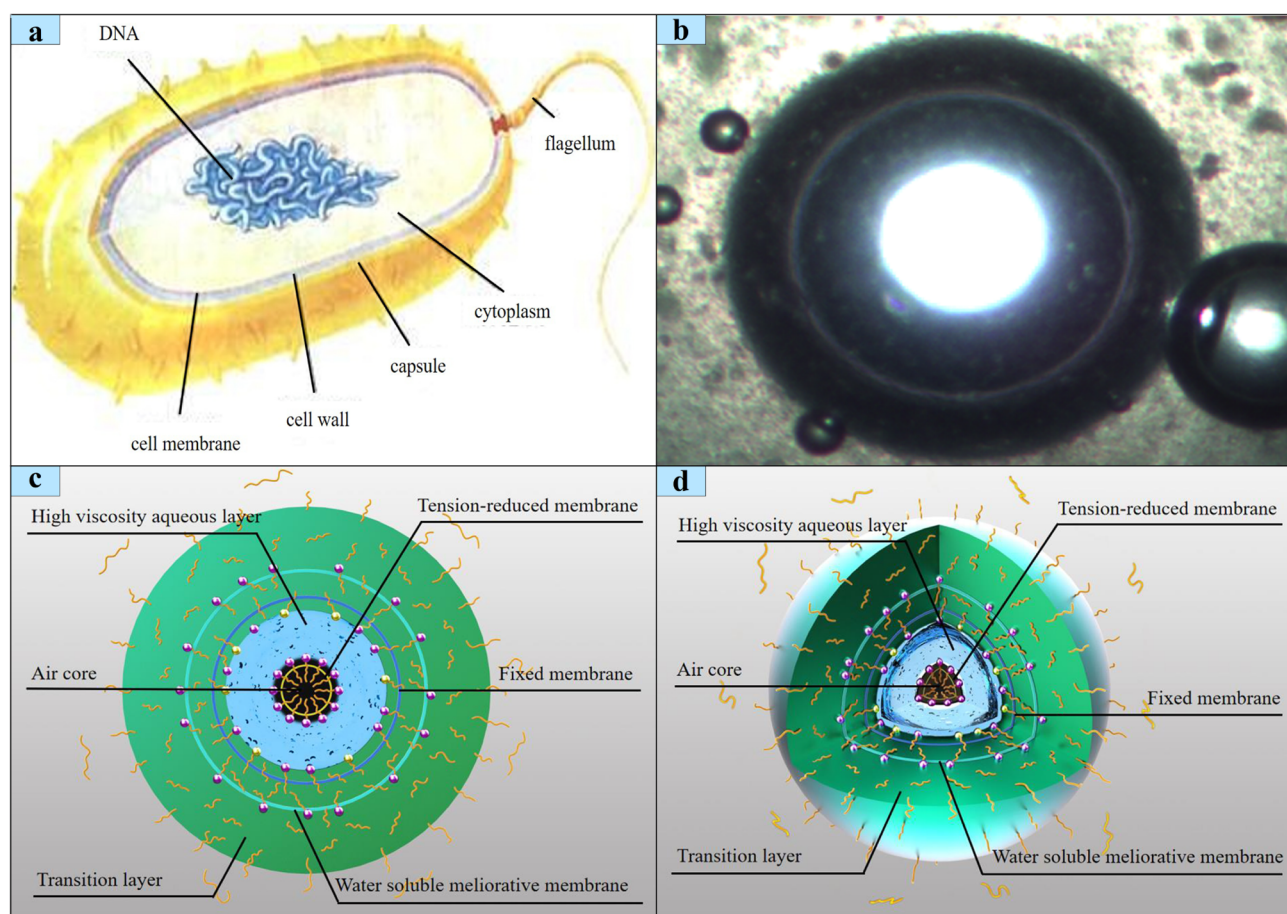 a
DNA
flagellum
cytoplasm
capsule
cell wall
cell membrane
b
c
High viscosity aqueous layer
Tension-reduced membrane
Air core
Fixed membrane
Transition layer
Water soluble meliorative membrane
d
High viscosity aqueous layer
Tension-reduced membrane
Air core
Fixed membrane
Transition layer
Water soluble meliorative membrane